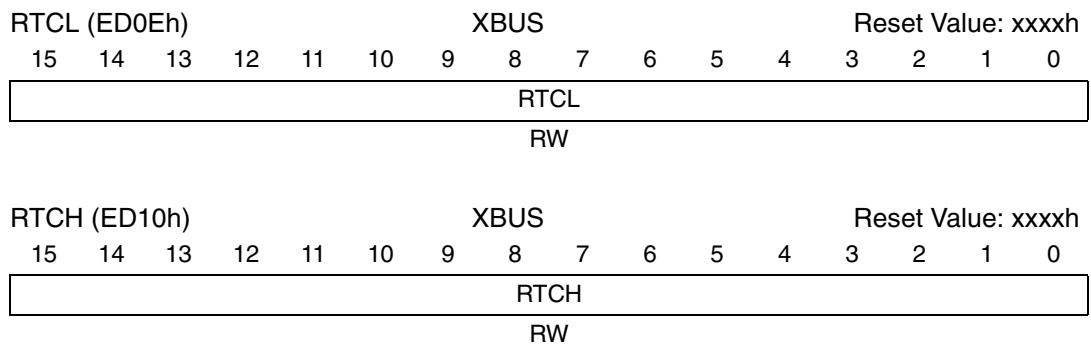 RTCL (ED0Eh) XBUS Reset Value: xxxxh
15 14 13 12 11 10 9 8 7 6 5 4 3 2 1 0
RTCL
RW
RTCH (ED10h) XBUS Reset Value: xxxxh
15 14 13 12 11 10 9 8 7 6 5 4 3 2 1 0
RTCH
RW